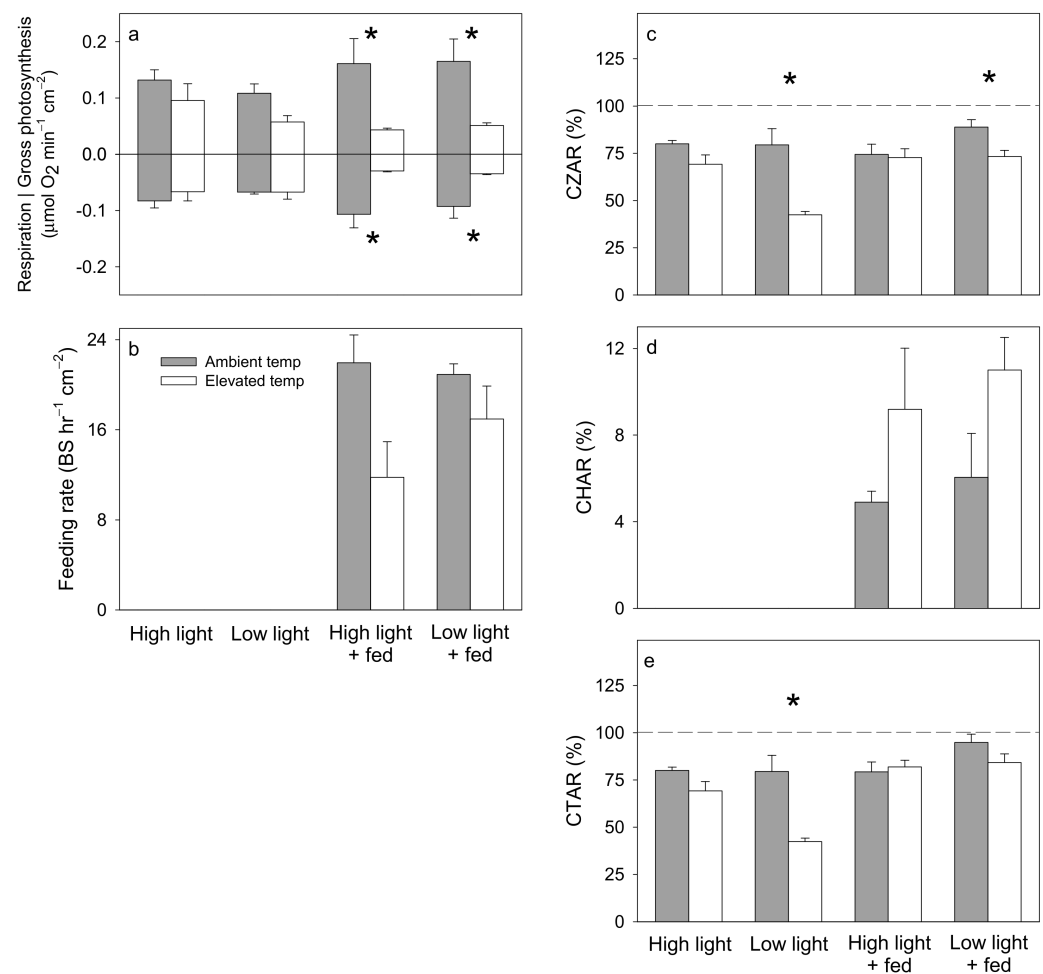 a
Respiration | Gross photosynthesis
(μmol O2 min−1 cm−2)
0.2
0.1
0.0
-0.1
-0.2
*
*
*
*
b
Ambient temp
Elevated temp
Feeding rate (BS hr−1 cm−2)
24
16
8
0
High light
Low light
High light
+ fed
Low light
+ fed
c
CZAR (%)
125
100
75
50
25
0
*
*
d
CHAR (%)
12
8
4
0
e
CTAR (%)
125
100
75
50
25
0
*
High light
Low light
High light
+ fed
Low light
+ fed